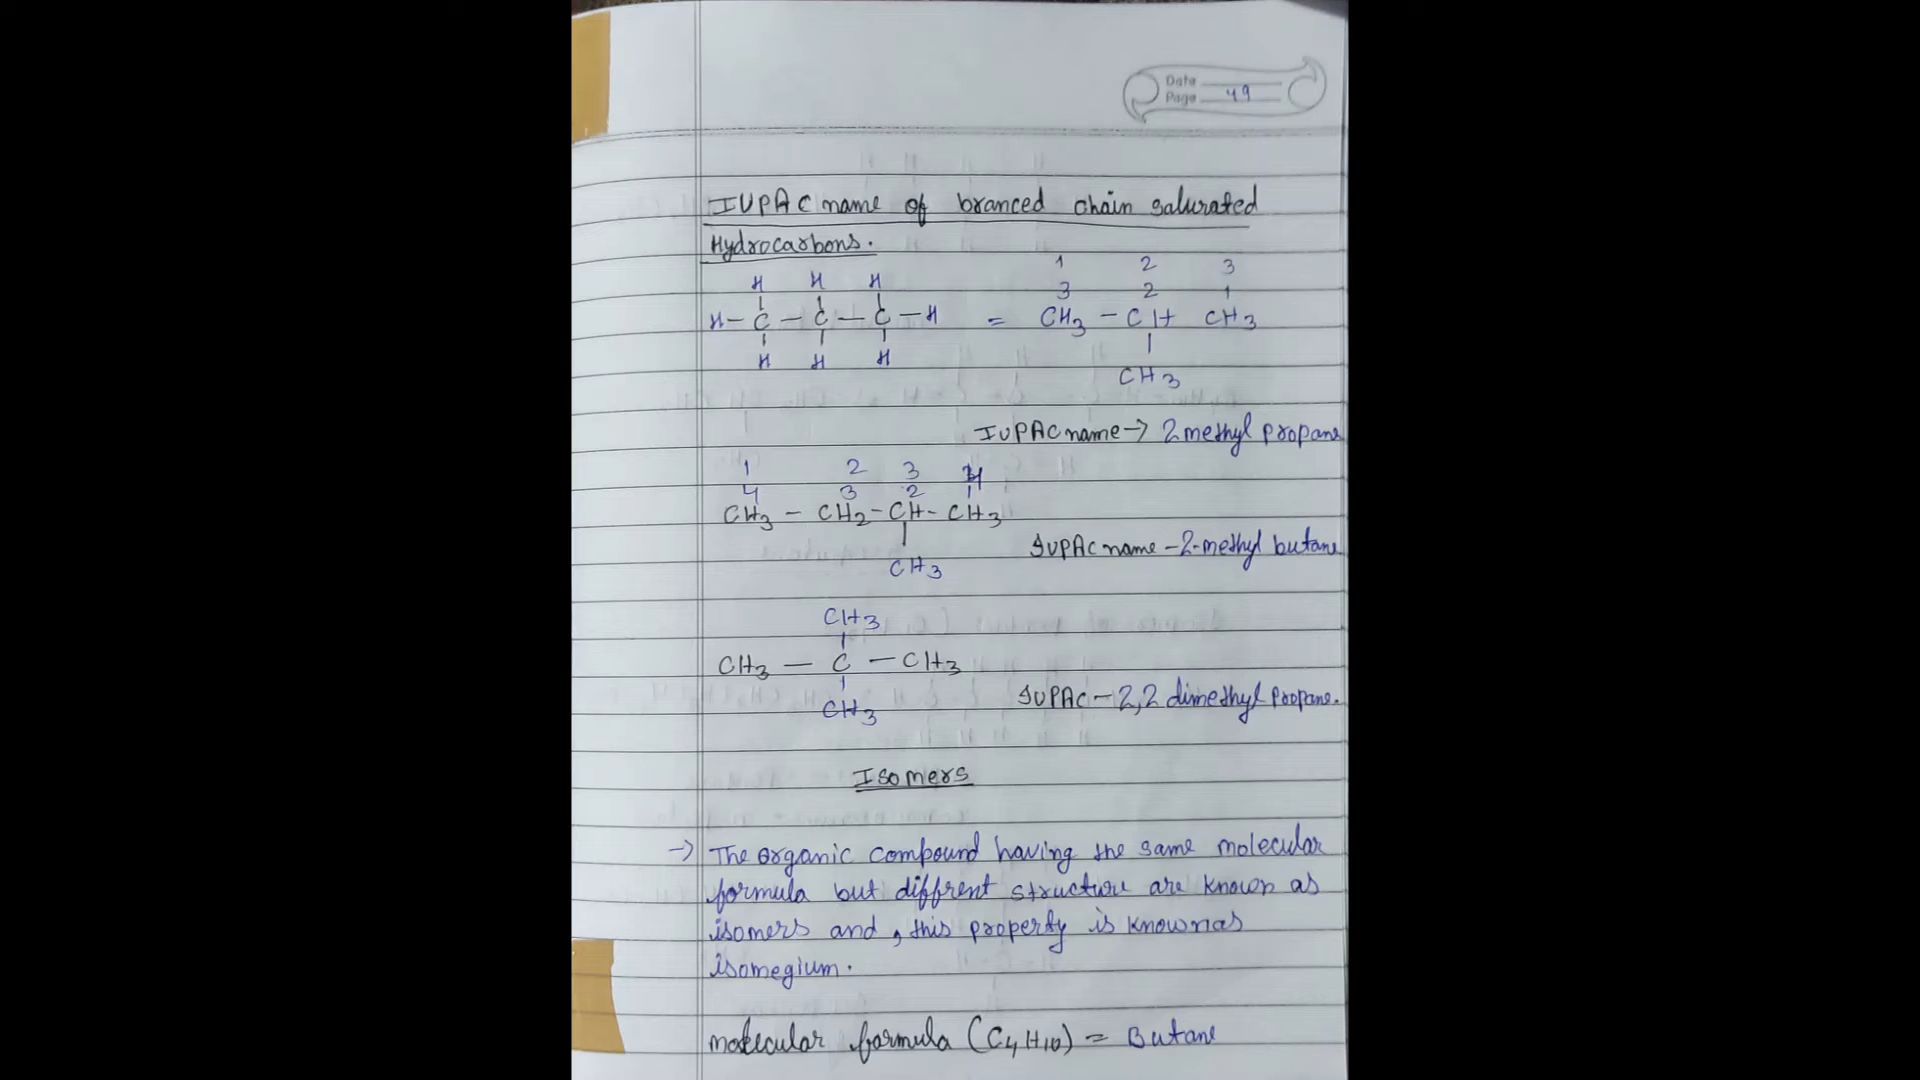 Date
Page 49
IUPAC name of branced chain salurated
Hydrocarbons.
1 2 3
H H H 3 2 1
H - C - C - C - H = CH3 - CH CH3
H H H
CH3
IUPAC name → 2 methyl propane
1 2 3 4
4 3 2 1
CH3 - CH2 - CH - CH3
IUPAC name - 2-methyl butane
CH3
CH3
CH3 - C - CH3
IUPAC - 2,2 dimethyl propane.
CH3
Isomers
→ The organic compound having the same molecular
formula but diffrent structure are known as
isomers and, this property is known as
isomegium.
molecular formula (C4H10) = Butane